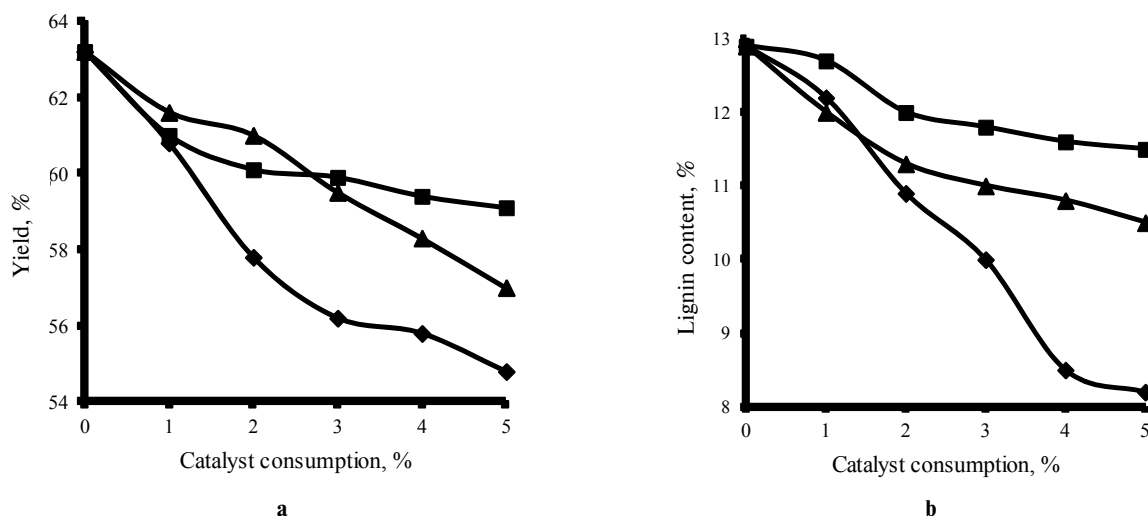 64
62
60
58
56
54
Yield, %
0 1 2 3 4 5
Catalyst consumption, %
a
13
12
11
10
9
8
Lignin content, %
0 1 2 3 4 5
Catalyst consumption, %
b